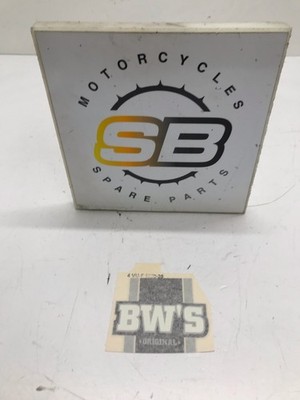 MOTORCYCLES
SB
SPARE PARTS
BW'S
ORIGINAL